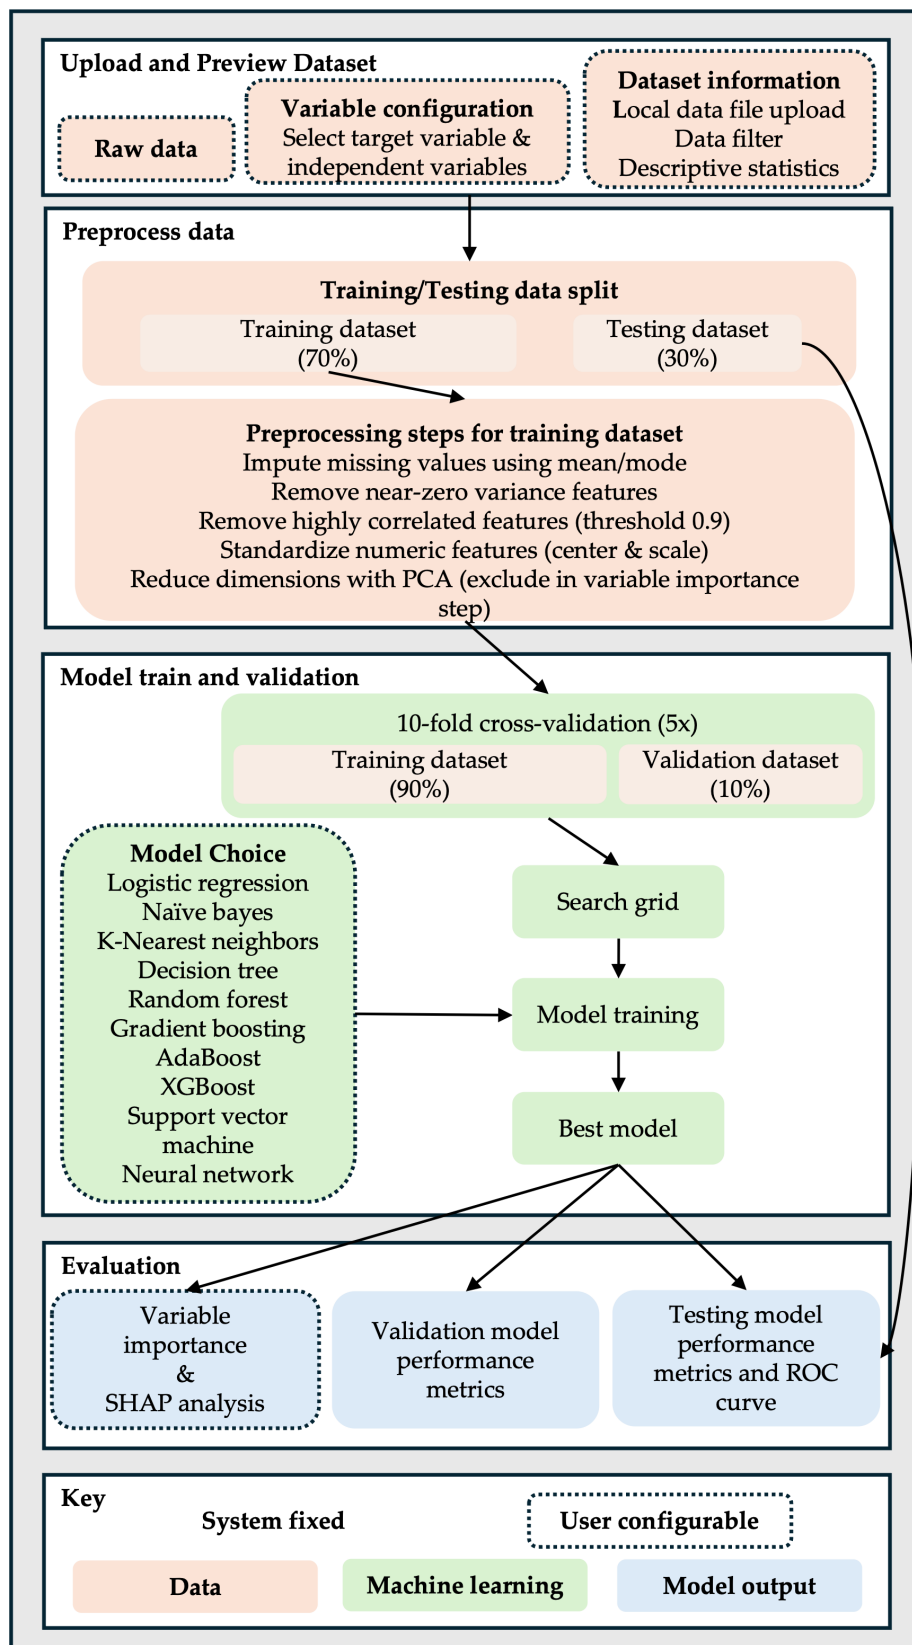 Upload and Preview Dataset
Raw data
Variable configuration
Select target variable &
independent variables
Dataset information
Local data file upload
Data filter
Descriptive statistics
Preprocess data
Training/Testing data split
Training dataset
(70%)
Testing dataset
(30%)
Preprocessing steps for training dataset
Impute missing values using mean/mode
Remove near-zero variance features
Remove highly correlated features (threshold 0.9)
Standardize numeric features (center & scale)
Reduce dimensions with PCA (exclude in variable importance
step)
Model train and validation
10-fold cross-validation (5x)
Training dataset
(90%)
Validation dataset
(10%)
Model Choice
Logistic regression
Naïve bayes
K-Nearest neighbors
Decision tree
Random forest
Gradient boosting
AdaBoost
XGBoost
Support vector
machine
Neural network
Search grid
Model training
Best model
Evaluation
Variable
importance
&
SHAP analysis
Validation model
performance
metrics
Testing model
performance
metrics and ROC
curve
Key
System fixed
User configurable
Data
Machine learning
Model output